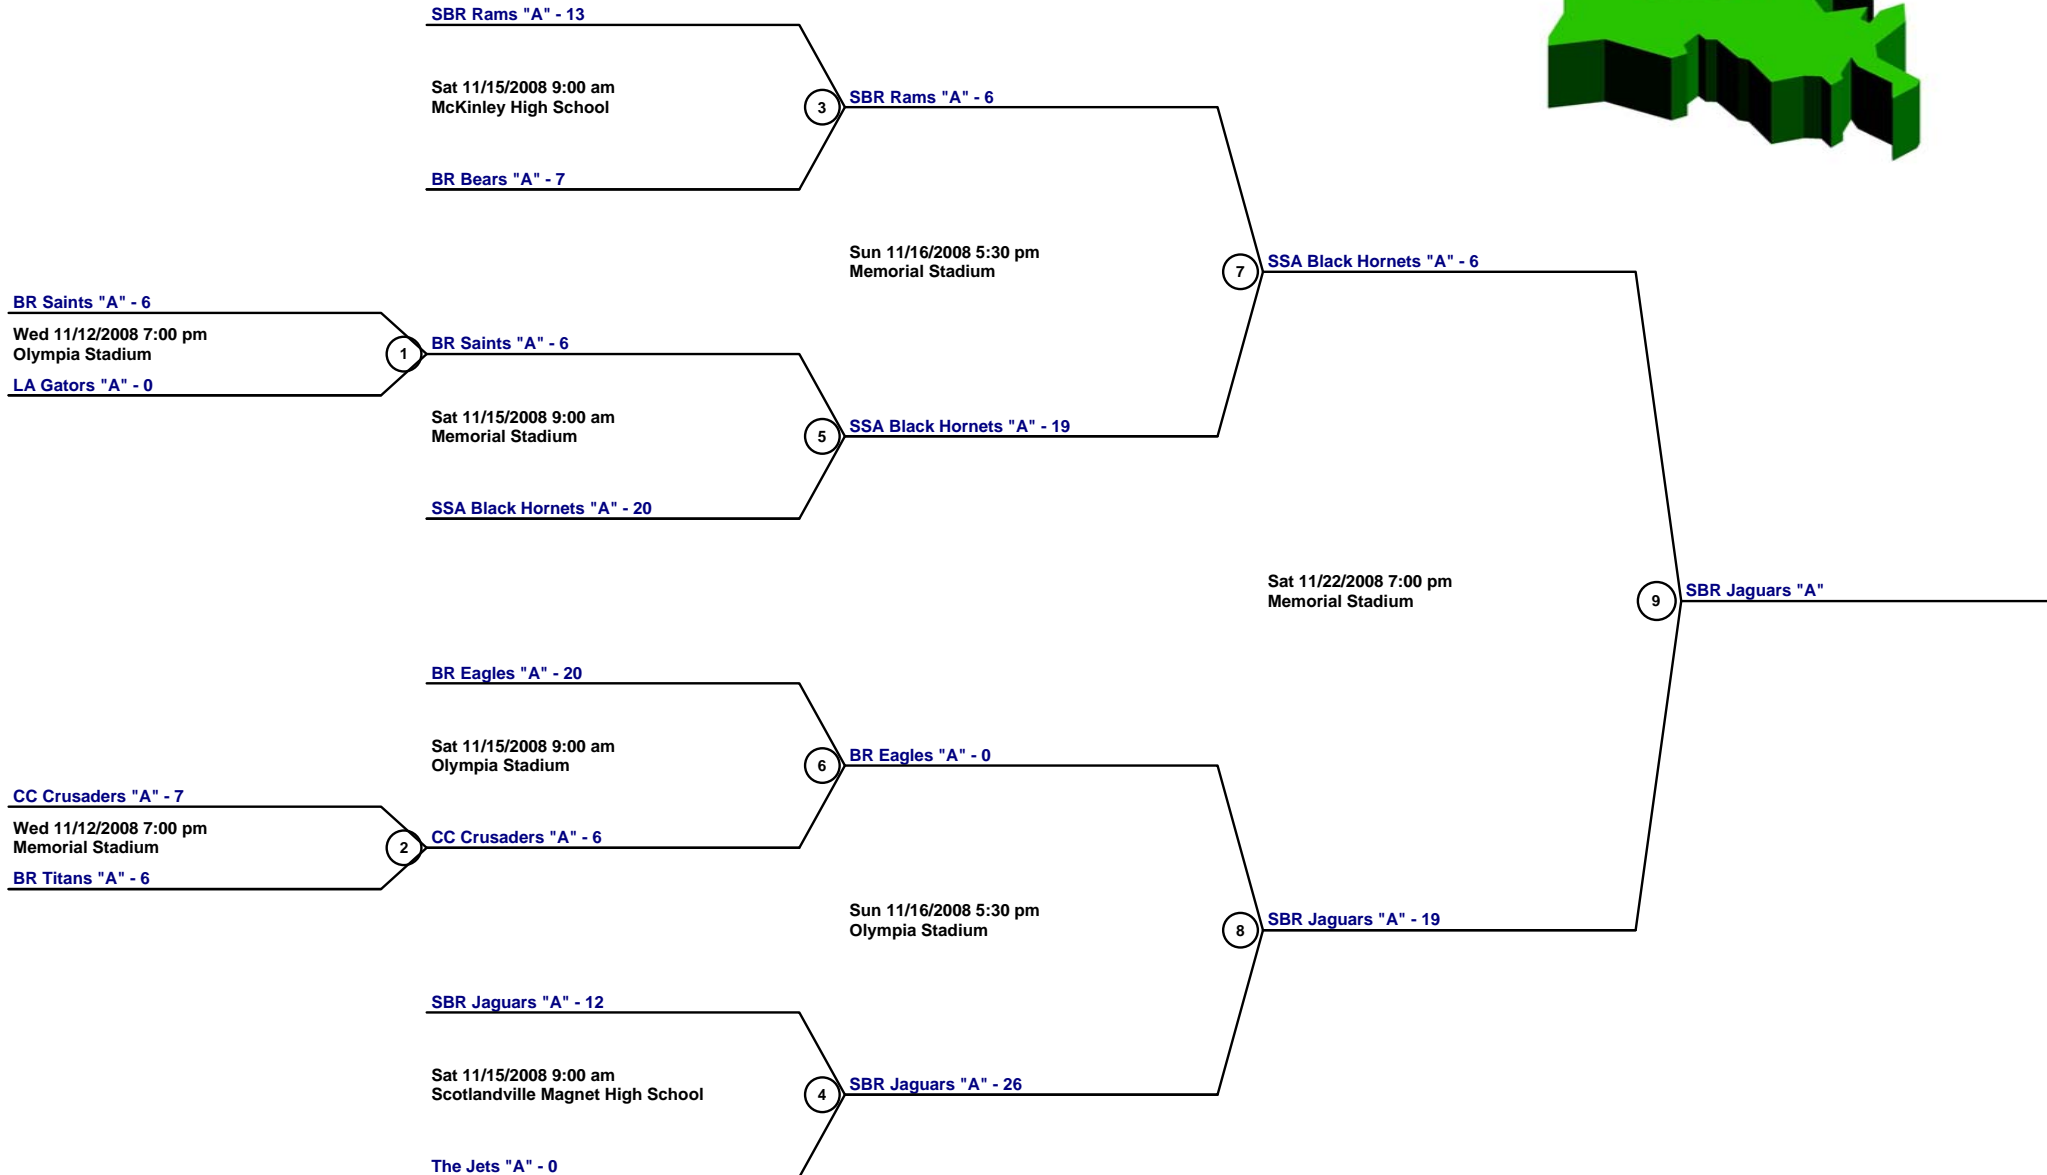 SBR Rams "A" - 13
Sat 11/15/2008 9:00 am
McKinley High School
3
SBR Rams "A" - 6
BR Bears "A" - 7
Sun 11/16/2008 5:30 pm
Memorial Stadium
7
SSA Black Hornets "A" - 6
BR Saints "A" - 6
Wed 11/12/2008 7:00 pm
Olympia Stadium
1
BR Saints "A" - 6
LA Gators "A" - 0
Sat 11/15/2008 9:00 am
Memorial Stadium
5
SSA Black Hornets "A" - 19
SSA Black Hornets "A" - 20
Sat 11/22/2008 7:00 pm
Memorial Stadium
9
SBR Jaguars "A"
BR Eagles "A" - 20
Sat 11/15/2008 9:00 am
Olympia Stadium
6
BR Eagles "A" - 0
CC Crusaders "A" - 7
Wed 11/12/2008 7:00 pm
Memorial Stadium
2
CC Crusaders "A" - 6
BR Titans "A" - 6
Sun 11/16/2008 5:30 pm
Olympia Stadium
8
SBR Jaguars "A" - 19
SBR Jaguars "A" - 12
Sat 11/15/2008 9:00 am
Scotlandville Magnet High School
4
SBR Jaguars "A" - 26
The Jets "A" - 0